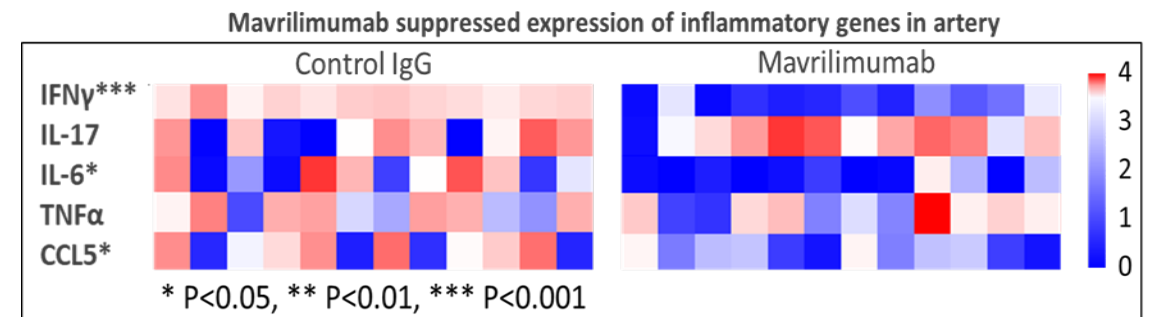 Mavrilimumab suppressed expression of inflammatory genes in artery
Control IgG
Mavrilimumab
IFNγ***
IL-17
IL-6*
TNFα
CCL5*
4
3
2
1
0
* P<0.05, ** P<0.01, *** P<0.001